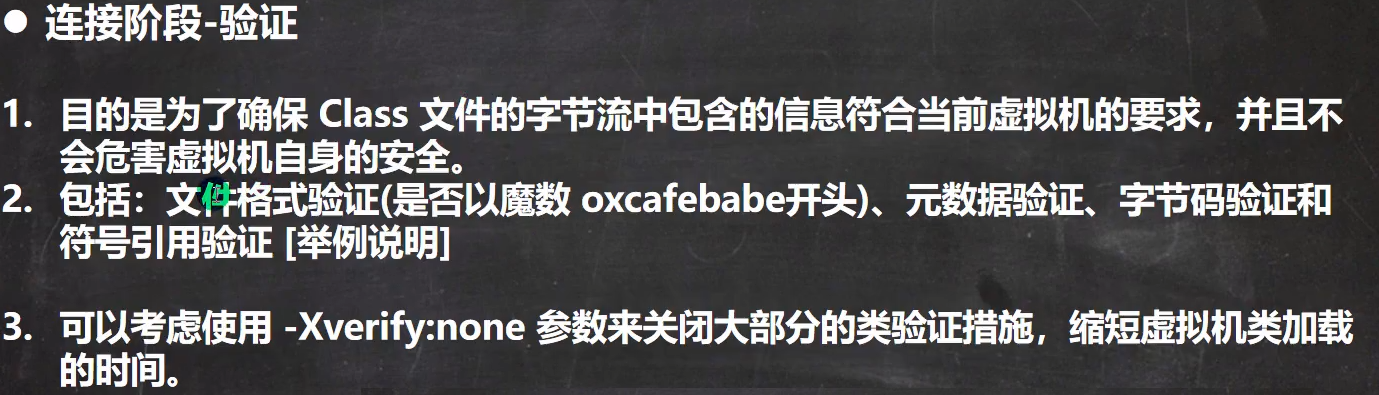 ● 连接阶段-验证
1. 目的是为了确保 Class 文件的字节流中包含的信息符合当前虚拟机的要求，并且不
会危害虚拟机自身的安全。
2. 包括：文件格式验证(是否以魔数 oxcafebabe开头)、元数据验证、字节码验证和
符号引用验证 [举例说明]
3. 可以考虑使用 -Xverify:none 参数来关闭大部分的类验证措施，缩短虚拟机类加载
的时间。